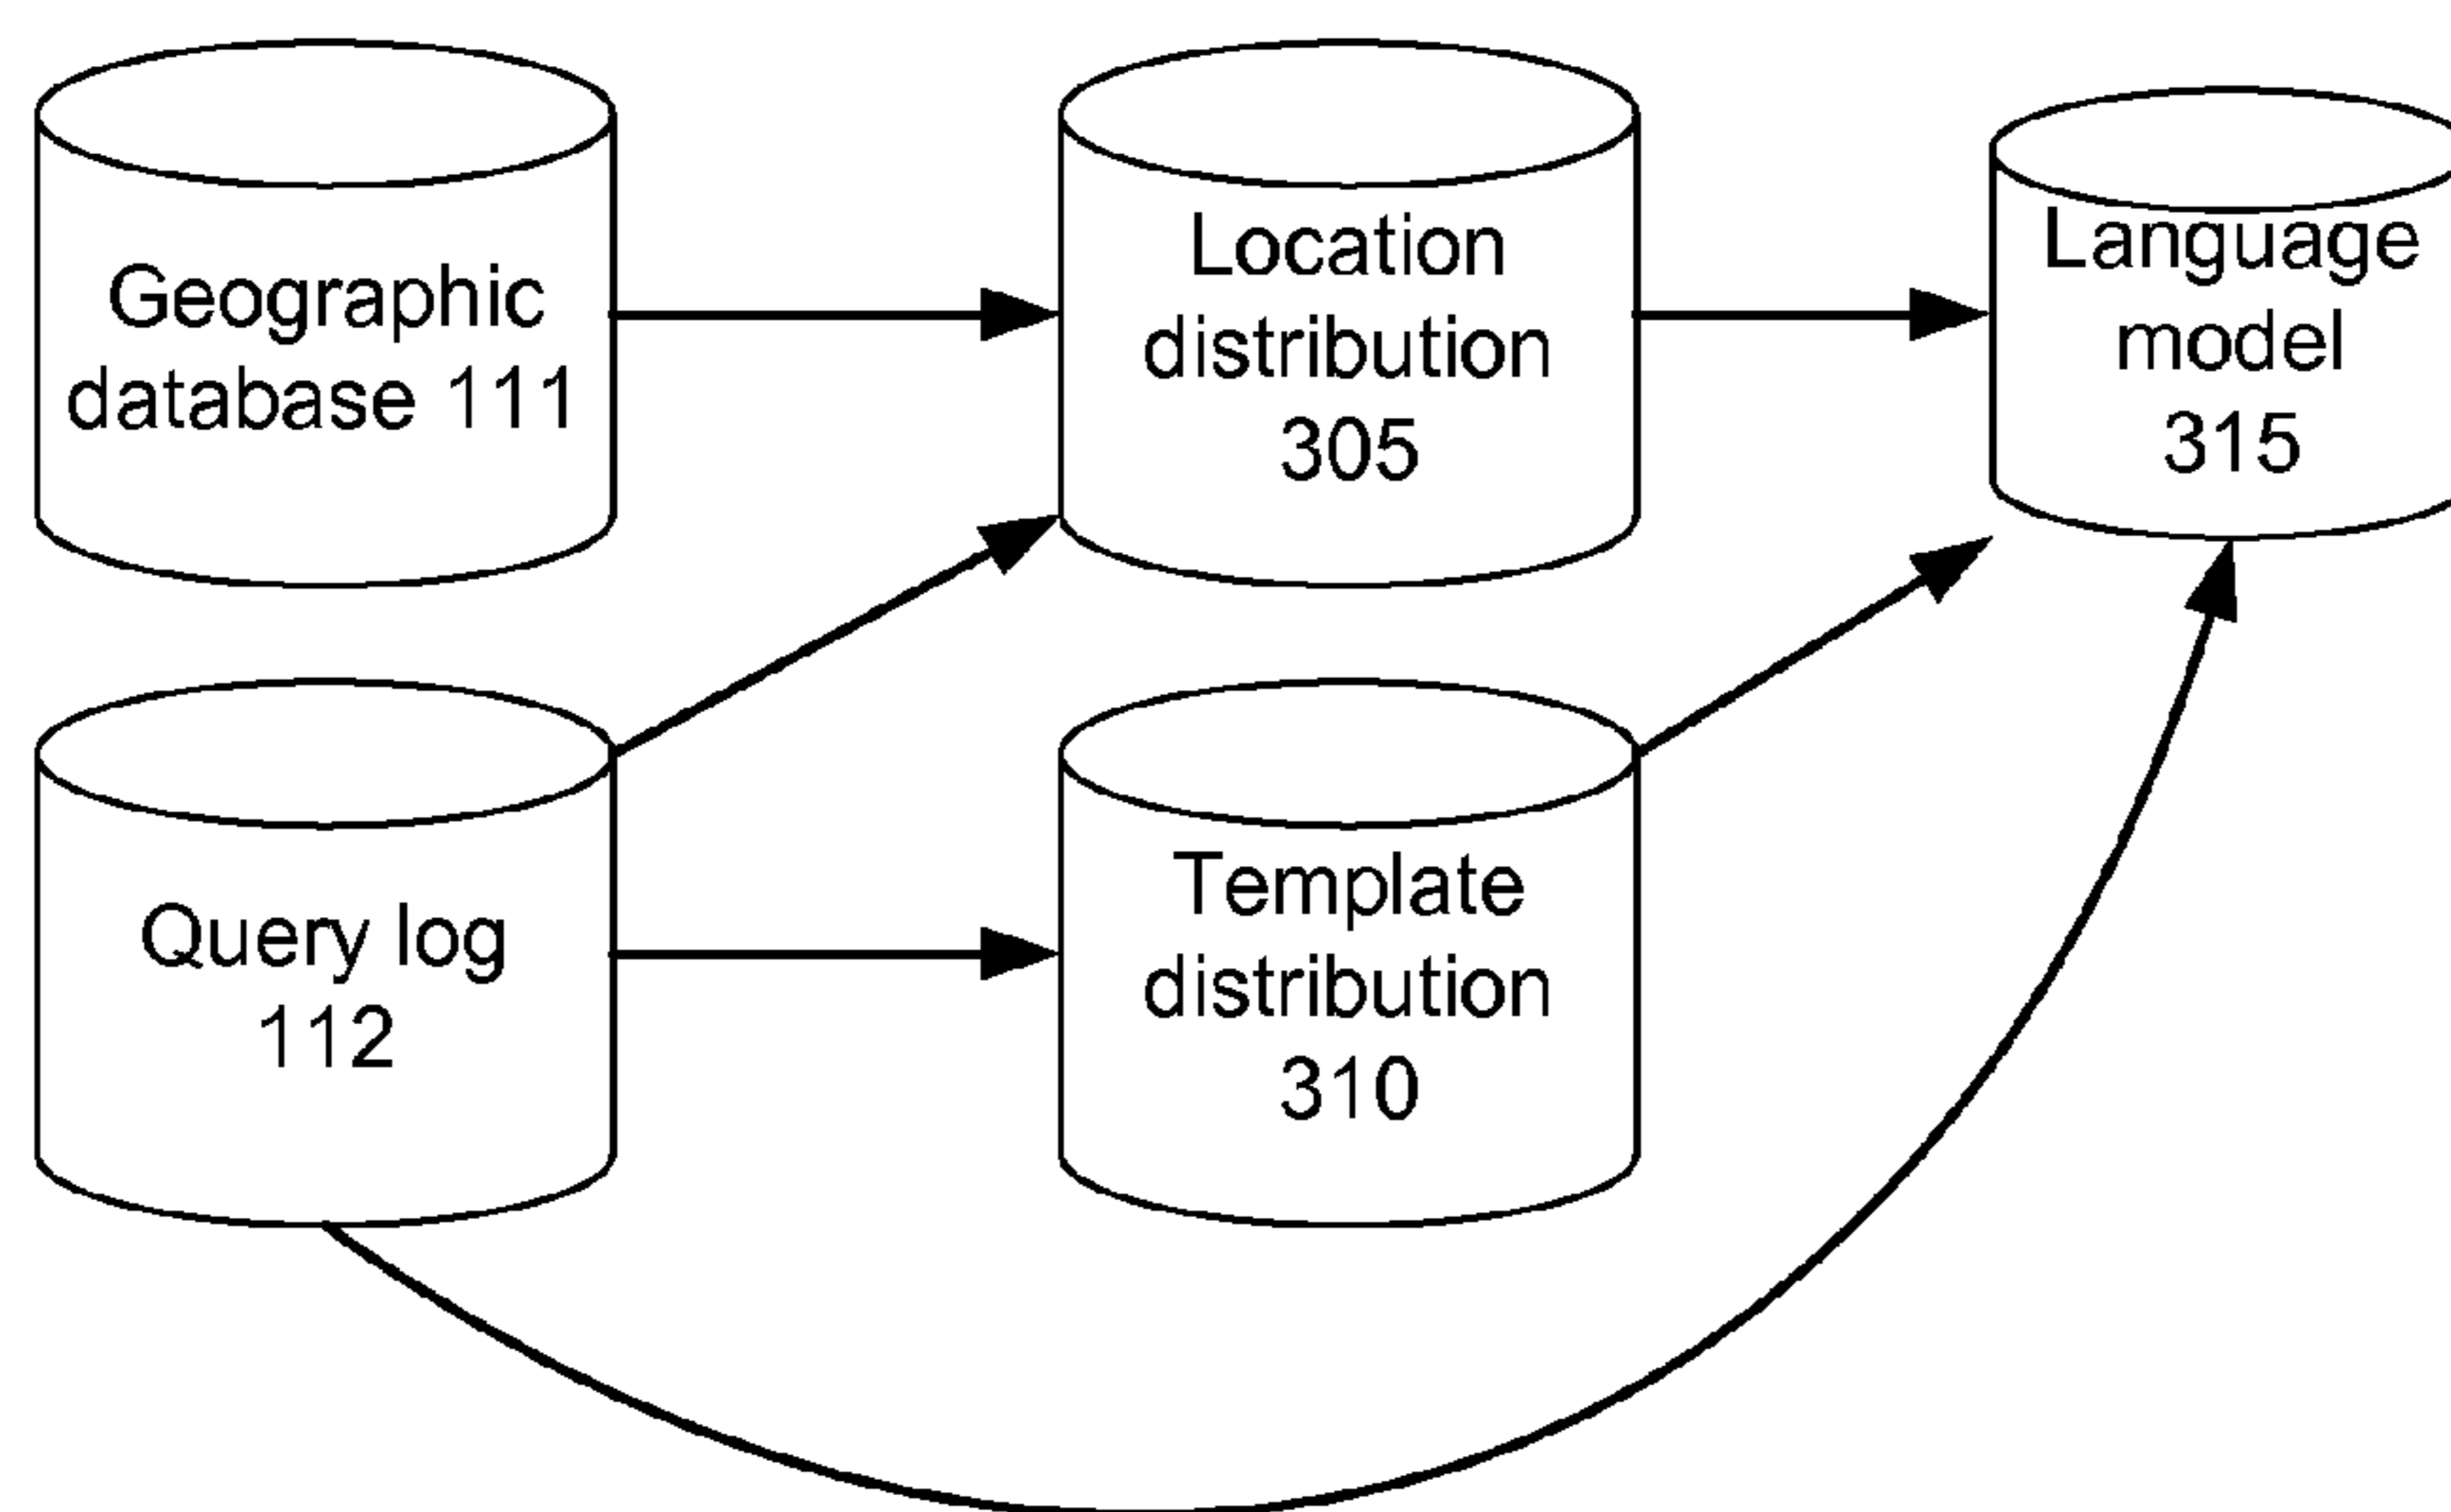 Geographic
database 111
Location
distribution
305
Language
model
315
Query log
112
Template
distribution
310